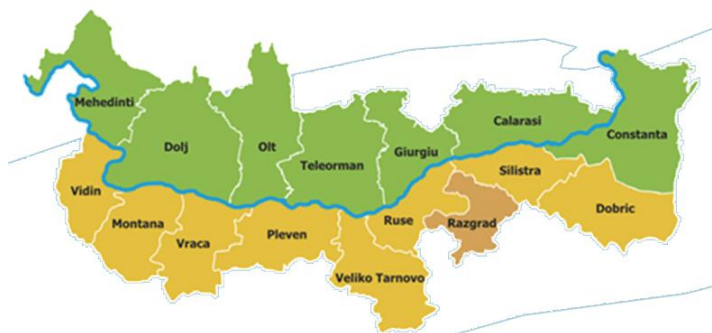 Mehedinti
Dolj
Olt
Teleorman
Giurgiu
Calarasi
Constanta
Vidin
Montana
Vraca
Pleven
Veliko Tarnovo
Ruse
Razgrad
Silistra
Dobric